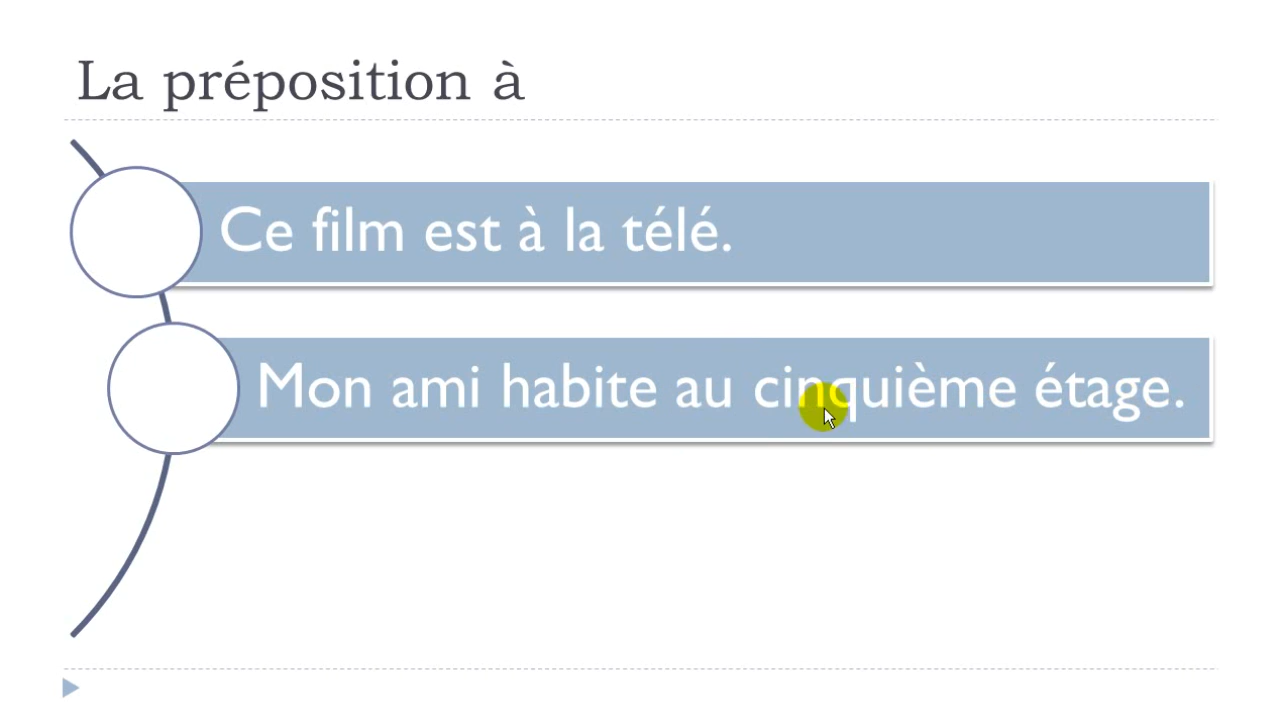 La préposition à
Ce film est à la télé.
Mon ami habite au cinquième étage.